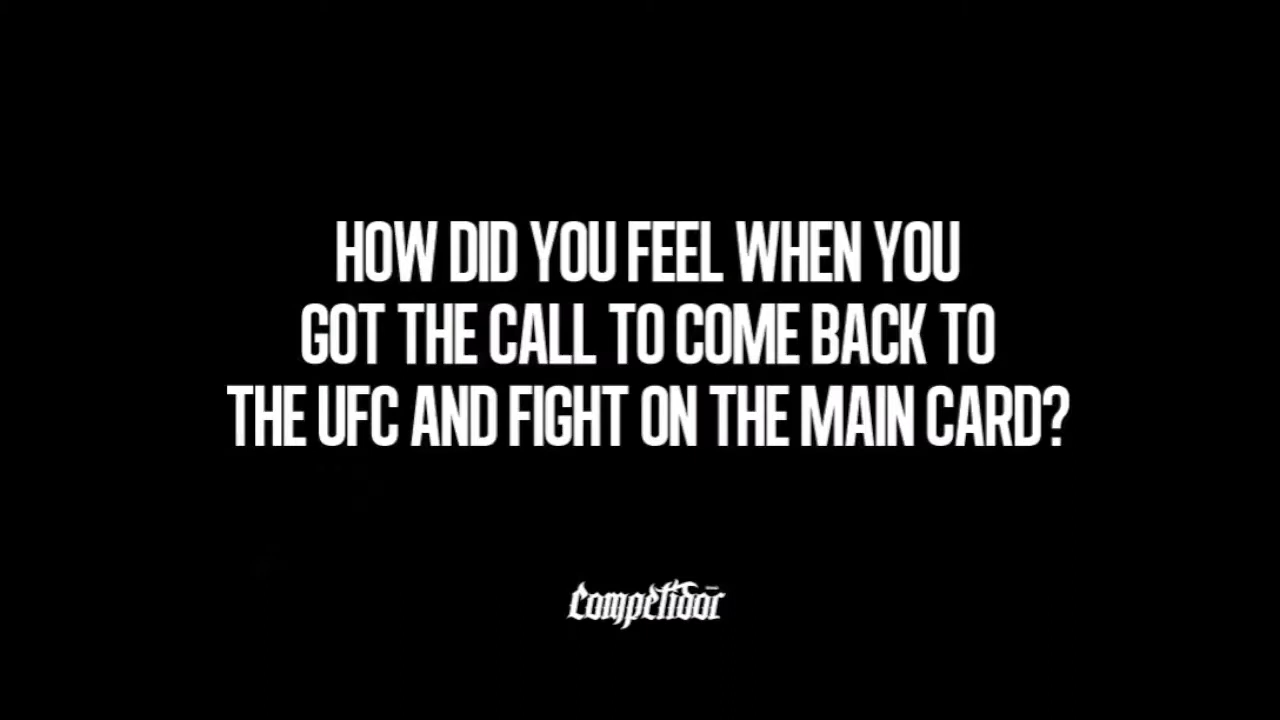 HOW DID YOU FEEL WHEN YOU
GOT THE CALL TO COME BACK TO
THE UFC AND FIGHT ON THE MAIN CARD?
Competidor